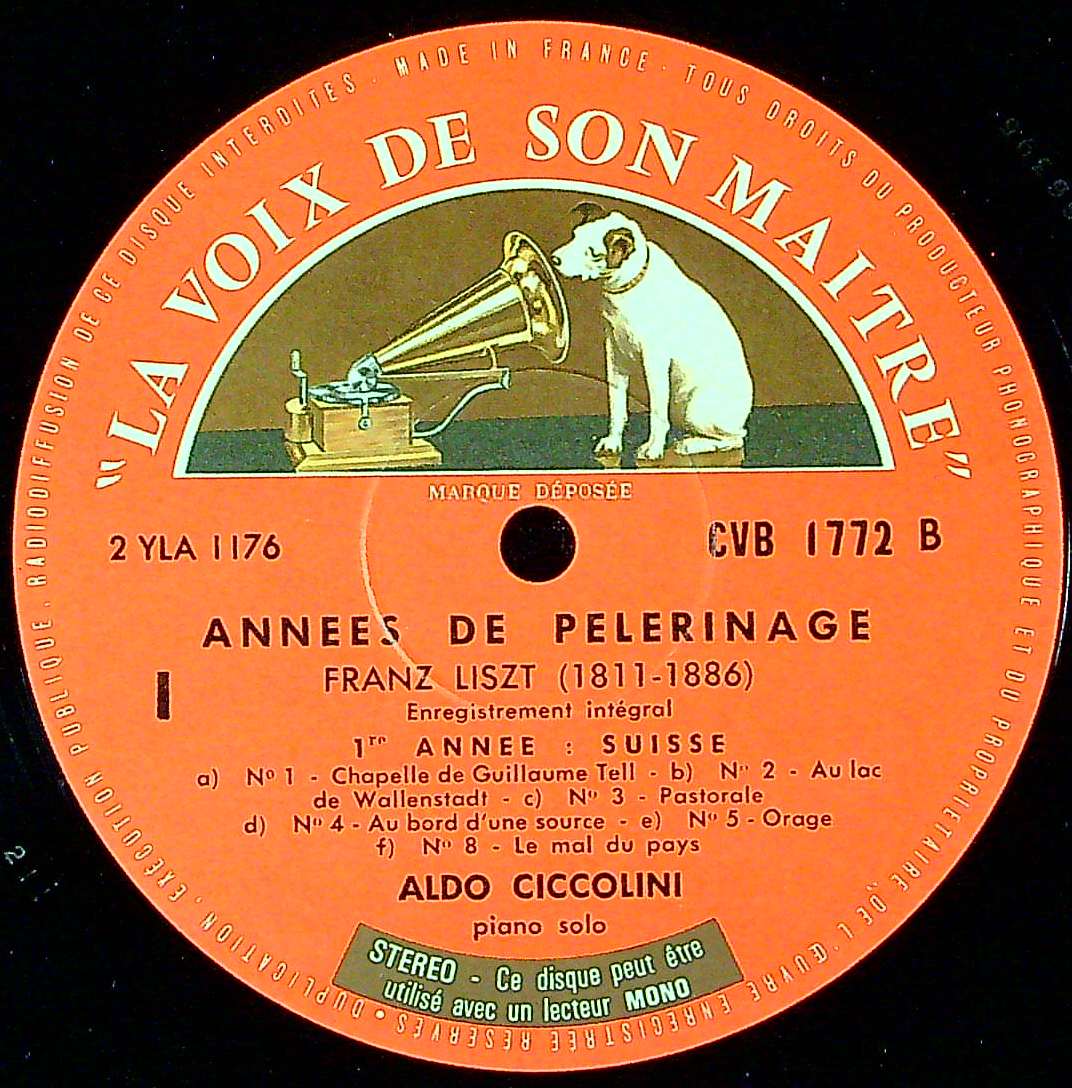 DUPLICATION, EXÉCUTION PUBLIQUE, RADIODIFFUSION DE CE DISQUE INTERDITES · MADE IN FRANCE · TOUS DROITS DU PRODUCTEUR PHONOGRAPHIQUE ET DU PROPRIETAIRE DE L'ŒUVRE ENREGISTRÉE RÉSERVÉS •
"LA VOIX DE SON MAITRE"
MARQUE DÉPOSÉE
2 YLA 1176
CVB 1772 B
ANNEES DE PELERINAGE
I
FRANZ LISZT (1811-1886)
Enregistrement intégral
1re ANNEE : SUISSE
a) No 1 - Chapelle de Guillaume Tell - b) No 2 - Au lac
de Wallenstadt - c) No 3 - Pastorale
d) No 4 - Au bord d'une source - e) No 5 - Orage
f) No 8 - Le mal du pays
ALDO CICCOLINI
piano solo
STEREO - Ce disque peut être
utilisé avec un lecteur MONO